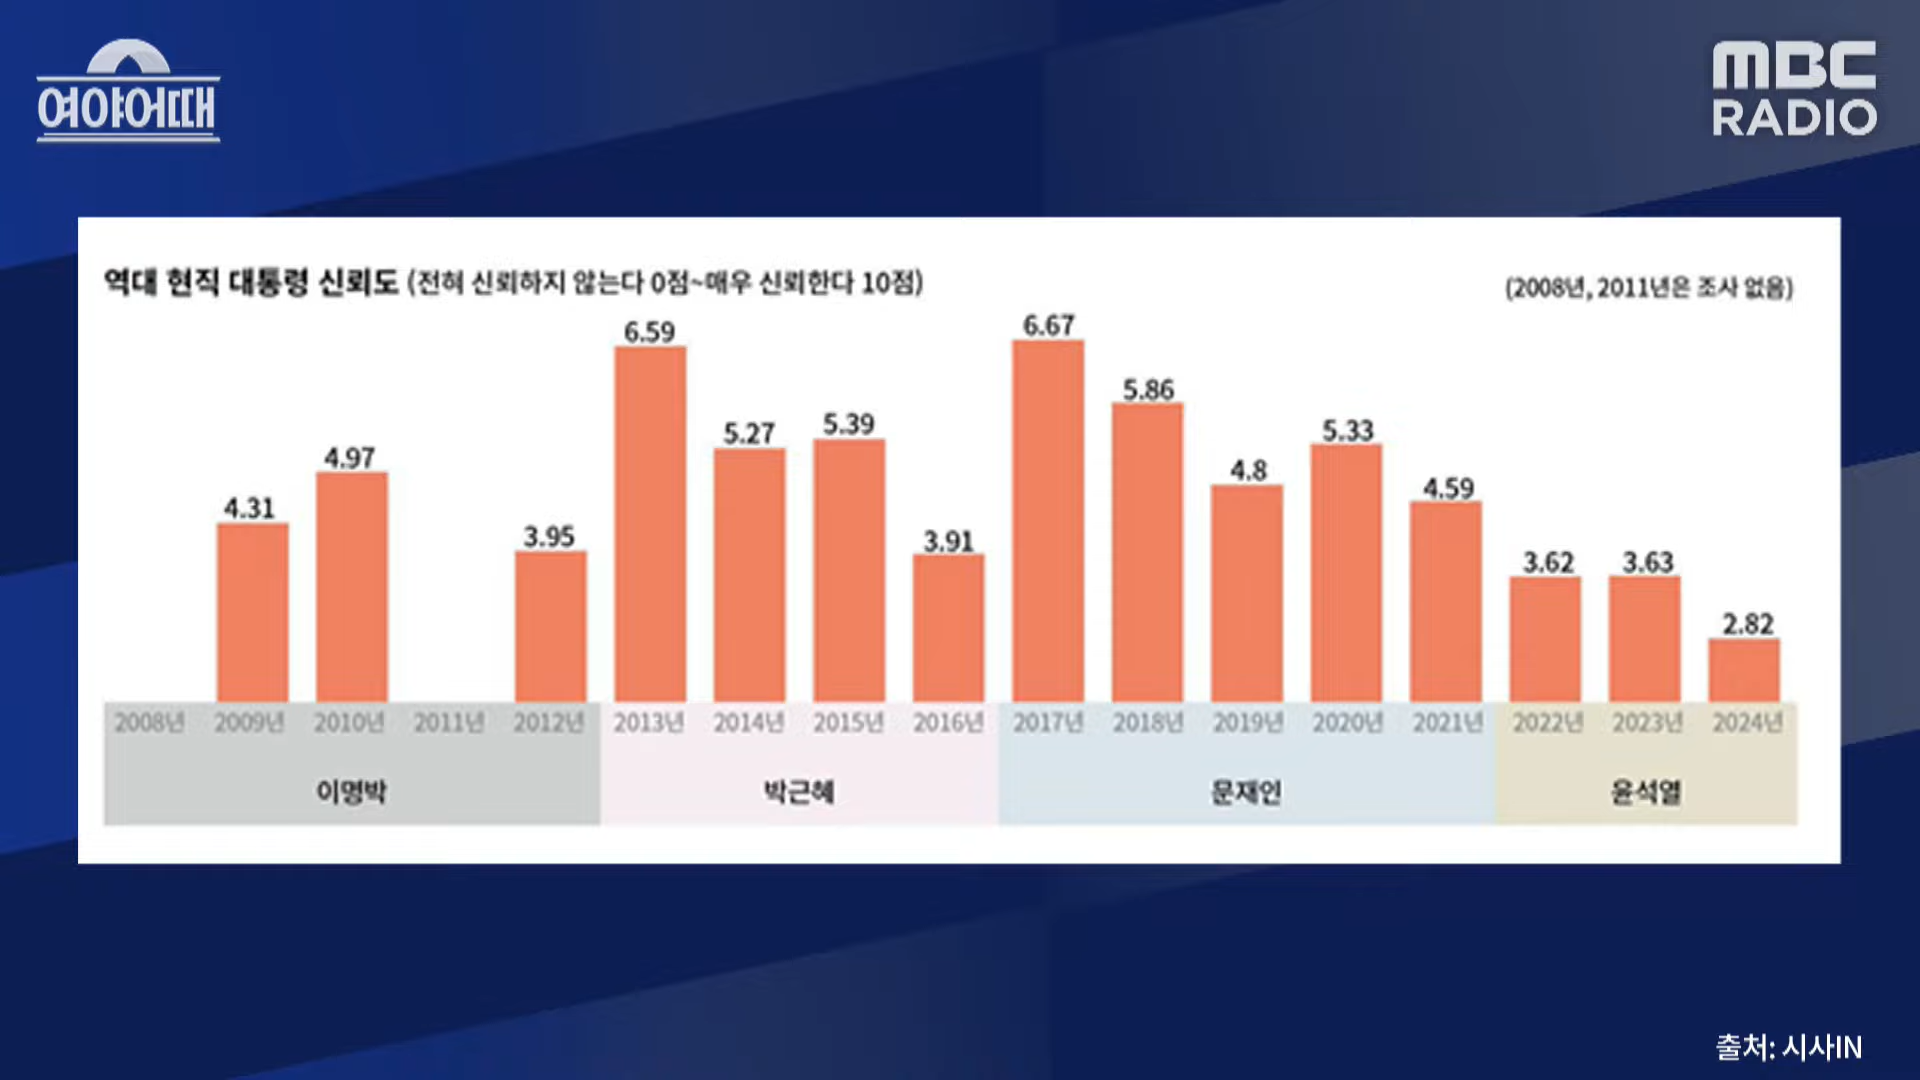 여야어때
MBC
RADIO
역대 현직 대통령 신뢰도 (전혀 신뢰하지 않는다 0점~매우 신뢰한다 10점)
(2008년, 2011년은 조사 없음)
4.31
4.97
3.95
6.59
5.27
5.39
3.91
6.67
5.86
4.8
5.33
4.59
3.62
3.63
2.82
2008년 2009년 2010년 2011년 2012년 2013년 2014년 2015년 2016년 2017년 2018년 2019년 2020년 2021년 2022년 2023년 2024년
이명박 박근혜 문재인 윤석열
출처: 시사IN